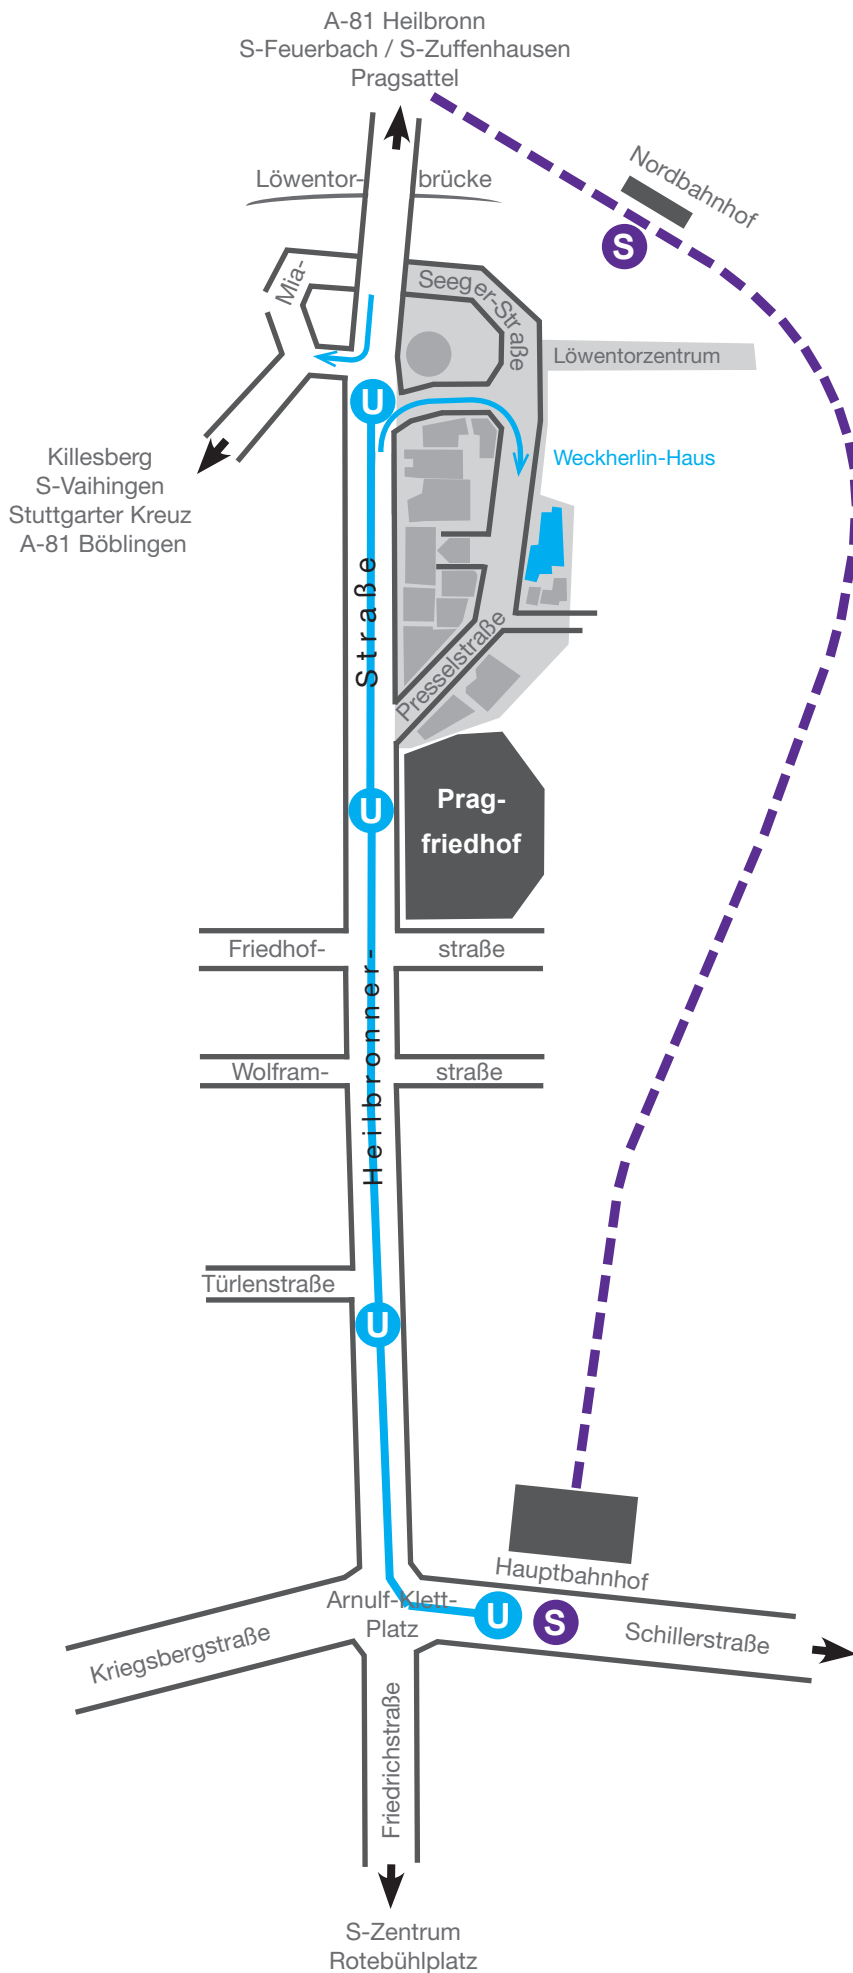 A-81 Heilbronn
S-Feuerbach / S-Zuffenhausen
Pragsattel
Nordbahnhof
S
Löwentor-
brücke
Mia-
Seeger-Straße
Löwentorzentrum
U
Killesberg
S-Vaihingen
Stuttgarter Kreuz
A-81 Böblingen
Weckherlin-Haus
Straße
Presselstraße
U
Prag-
friedhof
Friedhof-
straße
Heilbronner-
Wolfram-
straße
Türlenstraße
U
Hauptbahnhof
Arnulf-Klett-
Platz
U
S
Schillerstraße
Kriegsbergstraße
Friedrichstraße
S-Zentrum
Rotebühlplatz